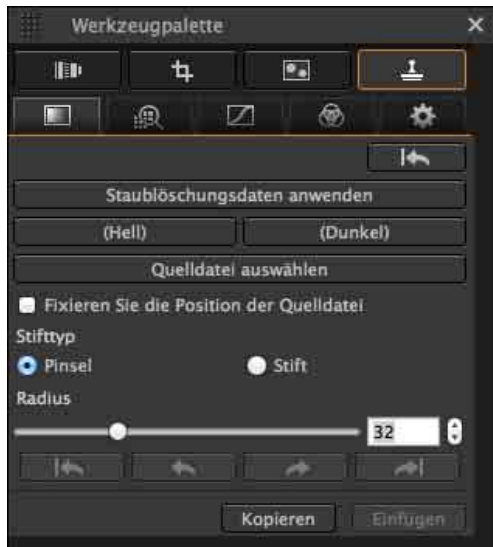 Werkzeugpalette
Staublöschungsdaten anwenden
(Hell) (Dunkel)
Quelldatei auswählen
Fixieren Sie die Position der Quelldatei
Stifttyp
Pinsel Stift
Radius
32
Kopieren Einfügen